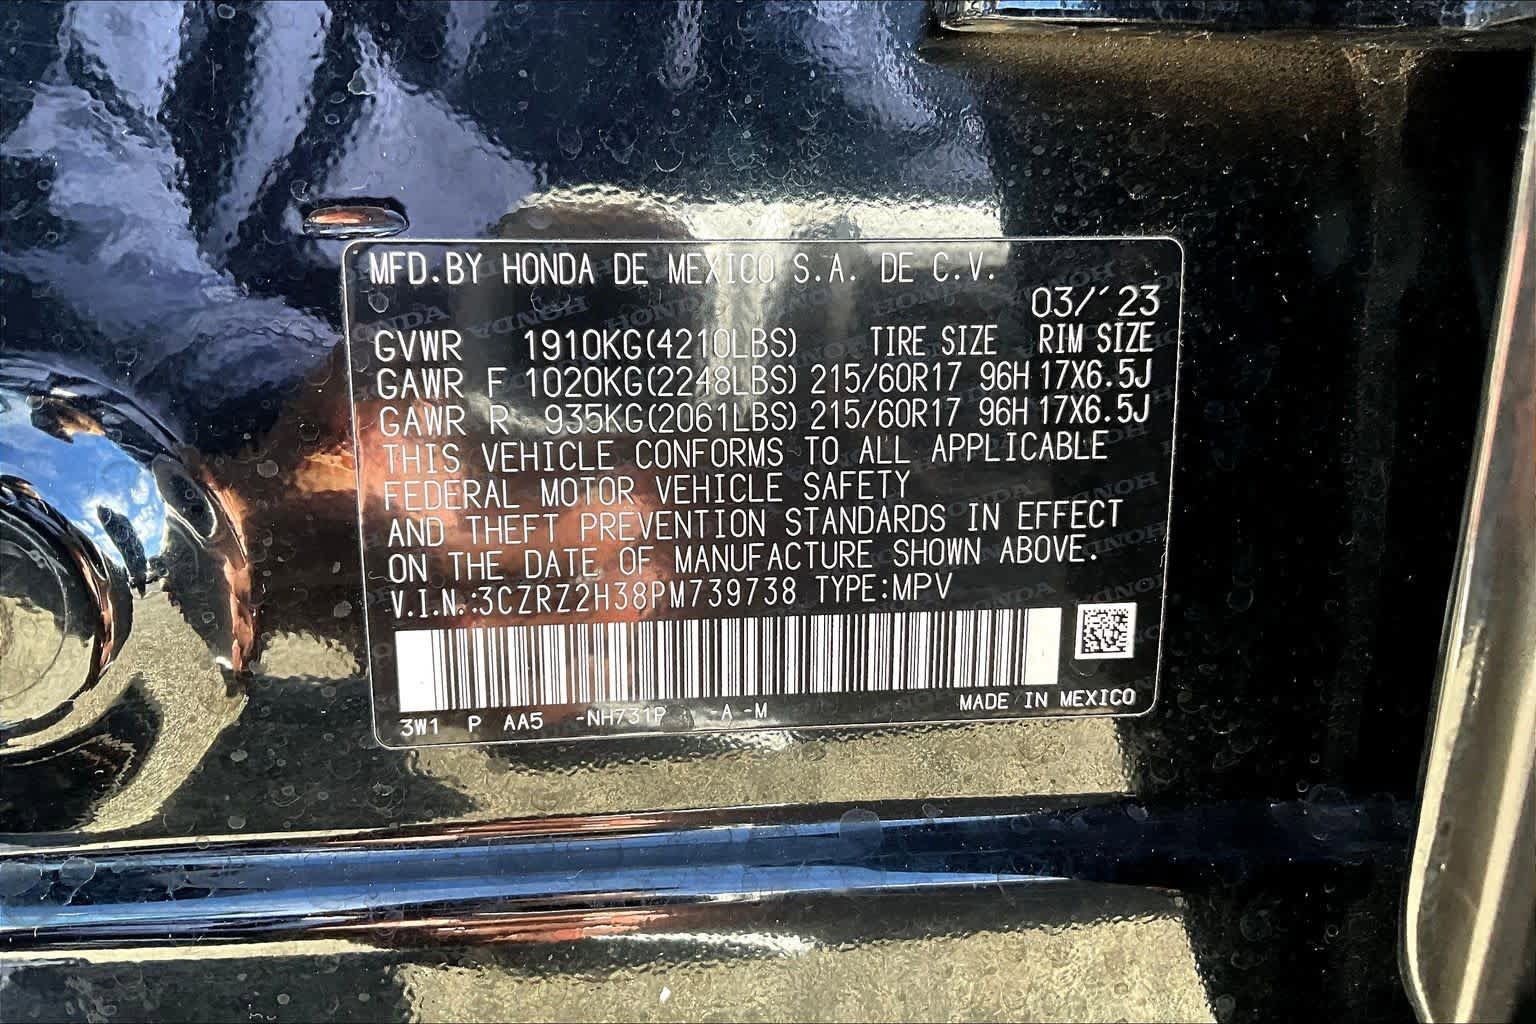 MFD.BY HONDA DE MEXICO S.A. DE C.V.
03/´23
GVWR 1910KG(4210LBS) TIRE SIZE RIM SIZE
GAWR F 1020KG(2248LBS) 215/60R17 96H 17X6.5J
GAWR R 935KG(2061LBS) 215/60R17 96H 17X6.5J
THIS VEHICLE CONFORMS TO ALL APPLICABLE
FEDERAL MOTOR VEHICLE SAFETY
AND THEFT PREVENTION STANDARDS IN EFFECT
ON THE DATE OF MANUFACTURE SHOWN ABOVE.
V.I.N.:3CZRZ2H38PM739738 TYPE:MPV
3W1 P AA5 -NH731P -A -M MADE IN MEXICO